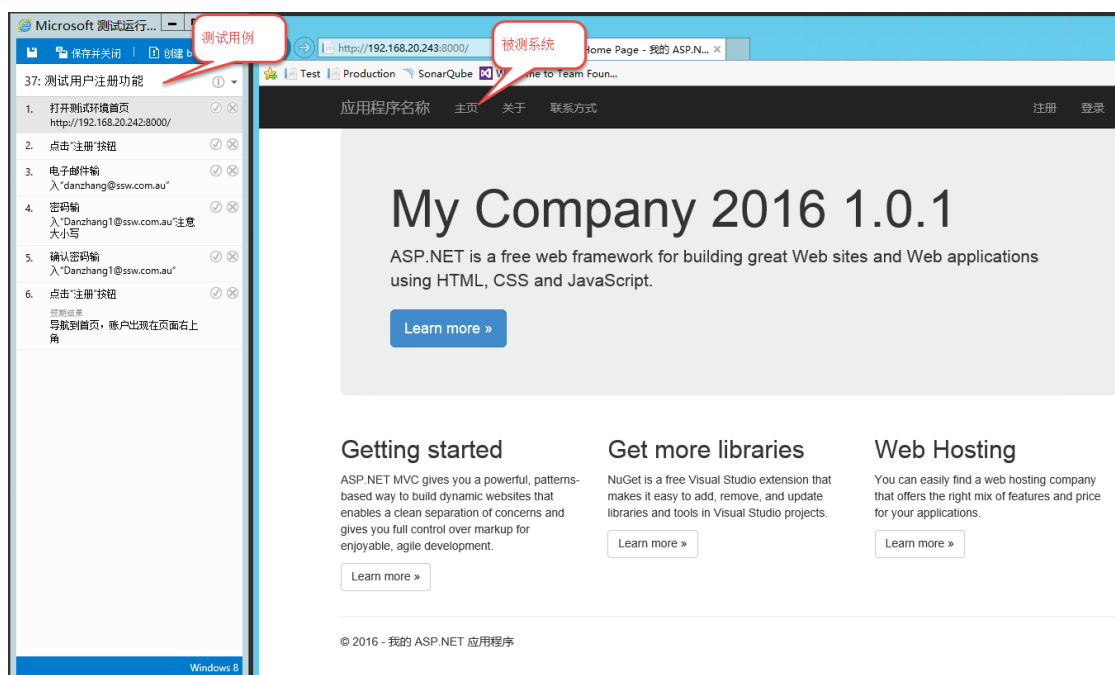 Microsoft 测试运行...
测试用例
保存并关闭
创建 b
37: 测试用户注册功能
1. 打开测试环境首页
http://192.168.20.242:8000/
2. 点击“注册”按钮
3. 电子邮件输
入“danzhang@ssw.com.au”
4. 密码输
入“Danzhang1@ssw.com.au”注意
大小写
5. 确认密码输
入“Danzhang1@ssw.com.au”
6. 点击“注册”按钮
预期结果
导航到首页，账户出现在页面右上
角
Windows 8
http://192.168.20.243:8000/
被测系统
Home Page - 我的 ASP.N...
Test
Production
SonarQube
to Team Foun...
应用程序名称 主页 关于 联系方式 注册 登录
My Company 2016 1.0.1
ASP.NET is a free web framework for building great Web sites and Web applications
using HTML, CSS and JavaScript.
Learn more »
Getting started
ASP.NET MVC gives you a powerful, patterns-
based way to build dynamic websites that
enables a clean separation of concerns and
gives you full control over markup for
enjoyable, agile development.
Learn more »
Get more libraries
NuGet is a free Visual Studio extension that
makes it easy to add, remove, and update
libraries and tools in Visual Studio projects.
Learn more »
Web Hosting
You can easily find a web hosting company
that offers the right mix of features and price
for your applications.
Learn more »
© 2016 - 我的 ASP.NET 应用程序